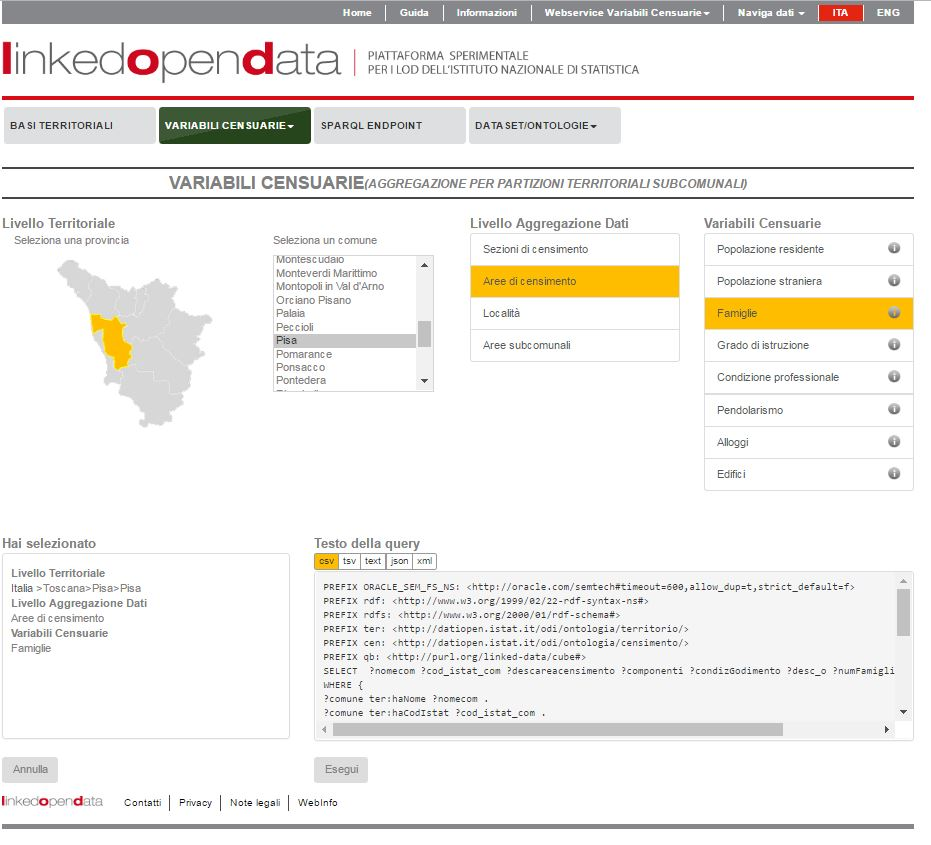 Home
Guida
Informazioni
Webservice Variabili Censuarie
Naviga dati
ITA
ENG
linkedopendata
PIATTAFORMA SPERIMENTALE
PER I LOD DELL'ISTITUTO NAZIONALE DI STATISTICA
BASI TERRITORIALI
VARIABILI CENSUARIE
SPARQL ENDPOINT
DATASET/ONTOLOGIE
VARIABILI CENSUARIE(AGGREGAZIONE PER PARTIZIONI TERRITORIALI SUBCOMUNALI)
Livello Territoriale
Seleziona una provincia
Seleziona un comune
Montescudaio
Monteverdi Marittimo
Montopoli in Val d'Arno
Orciano Pisano
Palaia
Peccioli
Pisa
Pomarance
Ponsacco
Pontedera
Livello Aggregazione Dati
Sezioni di censimento
Aree di censimento
Località
Aree subcomunali
Variabili Censuarie
Popolazione residente
Popolazione straniera
Famiglie
Grado di istruzione
Condizione professionale
Pendolarismo
Alloggi
Edifici
Hai selezionato
Livello Territoriale
Italia >Toscana>Pisa>Pisa
Livello Aggregazione Dati
Aree di censimento
Variabili Censuarie
Famiglie
Testo della query
csv
tsv
text
json
xml
PREFIX ORACLE_SEM_FS_NS: <http://oracle.com/semtech#timeout=600,allow_dup=t,strict_default=f>
PREFIX rdf: <http://www.w3.org/1999/02/22-rdf-syntax-ns#>
PREFIX rdfs: <http://www.w3.org/2000/01/rdf-schema#>
PREFIX ter: <http://datiopen.istat.it/odi/ontologia/territorio/>
PREFIX cen: <http://datiopen.istat.it/odi/ontologia/censimento/>
PREFIX qb: <http://purl.org/linked-data/cube#>
SELECT ?nomecom ?cod_istat_com ?descareacensimento ?componenti ?condizGodimento ?desc_o ?numFamigli
WHERE {
?comune ter:haNome ?nomecom .
?comune ter:haCodIstat ?cod_istat_com .
Annulla
Esegui
linkedopendata
Contatti
Privacy
Note legali
WebInfo